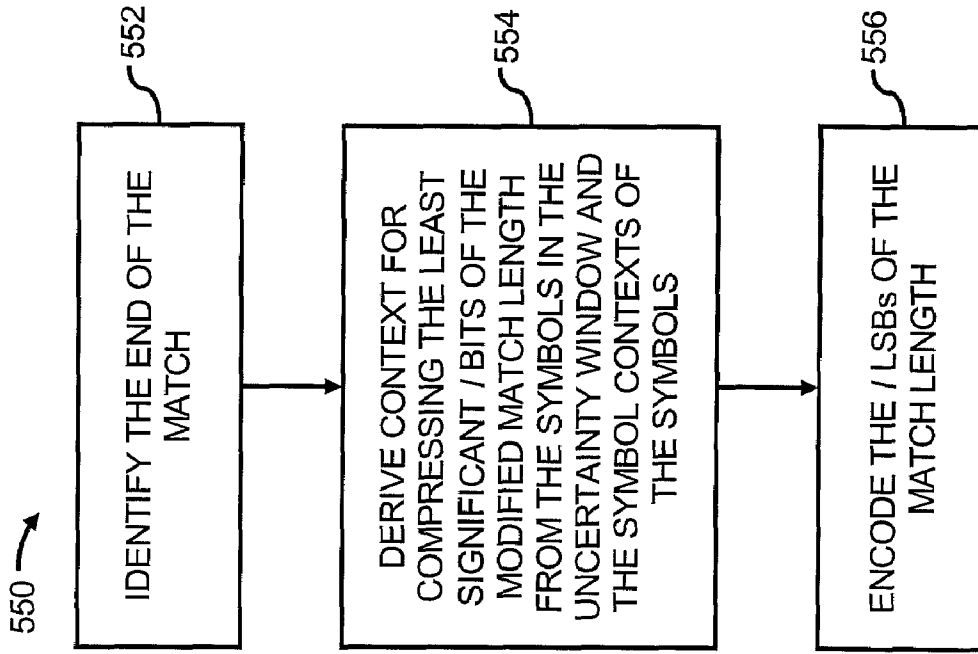 550
IDENTIFY THE END OF THE
MATCH
552
DERIVE CONTEXT FOR
COMPRESSING THE LEAST
SIGNIFICANT / BITS OF THE
MODIFIED MATCH LENGTH
FROM THE SYMBOLS IN THE
UNCERTAINTY WINDOW AND
THE SYMBOL CONTEXTS OF
THE SYMBOLS
554
ENCODE THE / LSBs OF THE
MATCH LENGTH
556